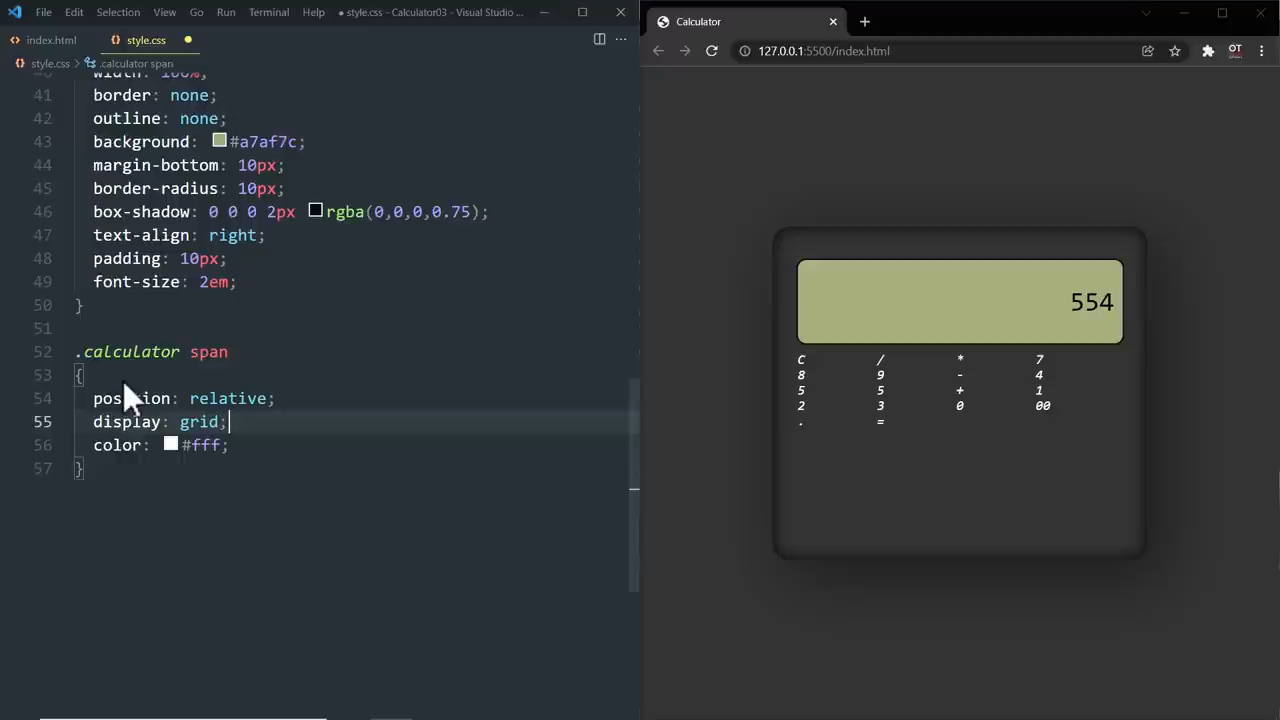 File Edit Selection View Go Run Terminal Help ● style.css - Calculator03 - Visual Studio ...
index.html style.css
style.css > .calculator span
40 width: 100%;
41 border: none;
42 outline: none;
43 background: #a7af7c;
44 margin-bottom: 10px;
45 border-radius: 10px;
46 box-shadow: 0 0 0 2px rgba(0,0,0,0.75);
47 text-align: right;
48 padding: 10px;
49 font-size: 2em;
50 }
51
52 .calculator span
53 {
54 position: relative;
55 display: grid;
56 color: #fff;
57 }
Calculator
127.0.0.1:5500/index.html
OT
554
C / * 7
8 9 - 4
5 5 + 1
2 3 0 00
. =